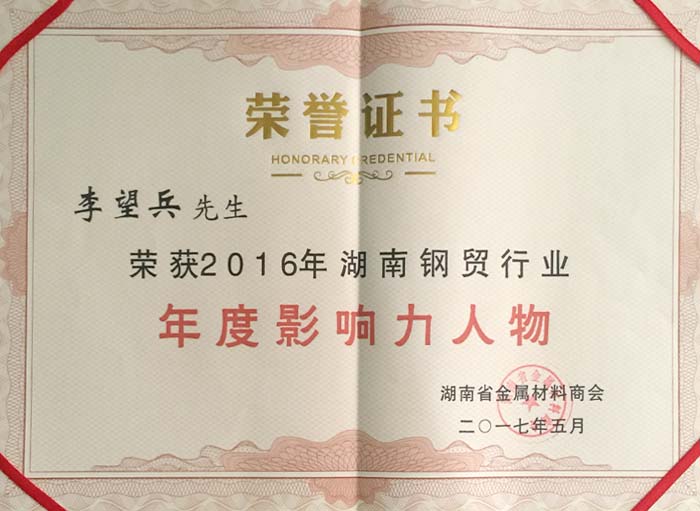 荣誉证书
HONORARY CREDENTIAL
李望兵先生
荣获2016年湖南钢贸行业
年度影响力人物
湖南省金属材料商会
二〇一七年五月